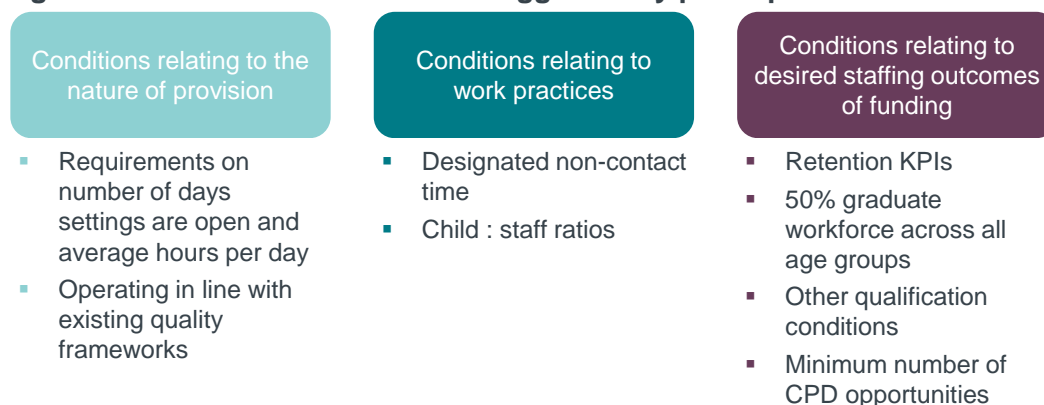 Conditions relating to the
nature of provision
Requirements on
number of days
settings are open and
average hours per day
Operating in line with
existing quality
frameworks
Conditions relating to
work practices
Designated non-contact
time
Child : staff ratios
Conditions relating to
desired staffing outcomes
of funding
Retention KPIs
50% graduate
workforce across all
age groups
Other qualification
conditions
Minimum number of
CPD opportunities